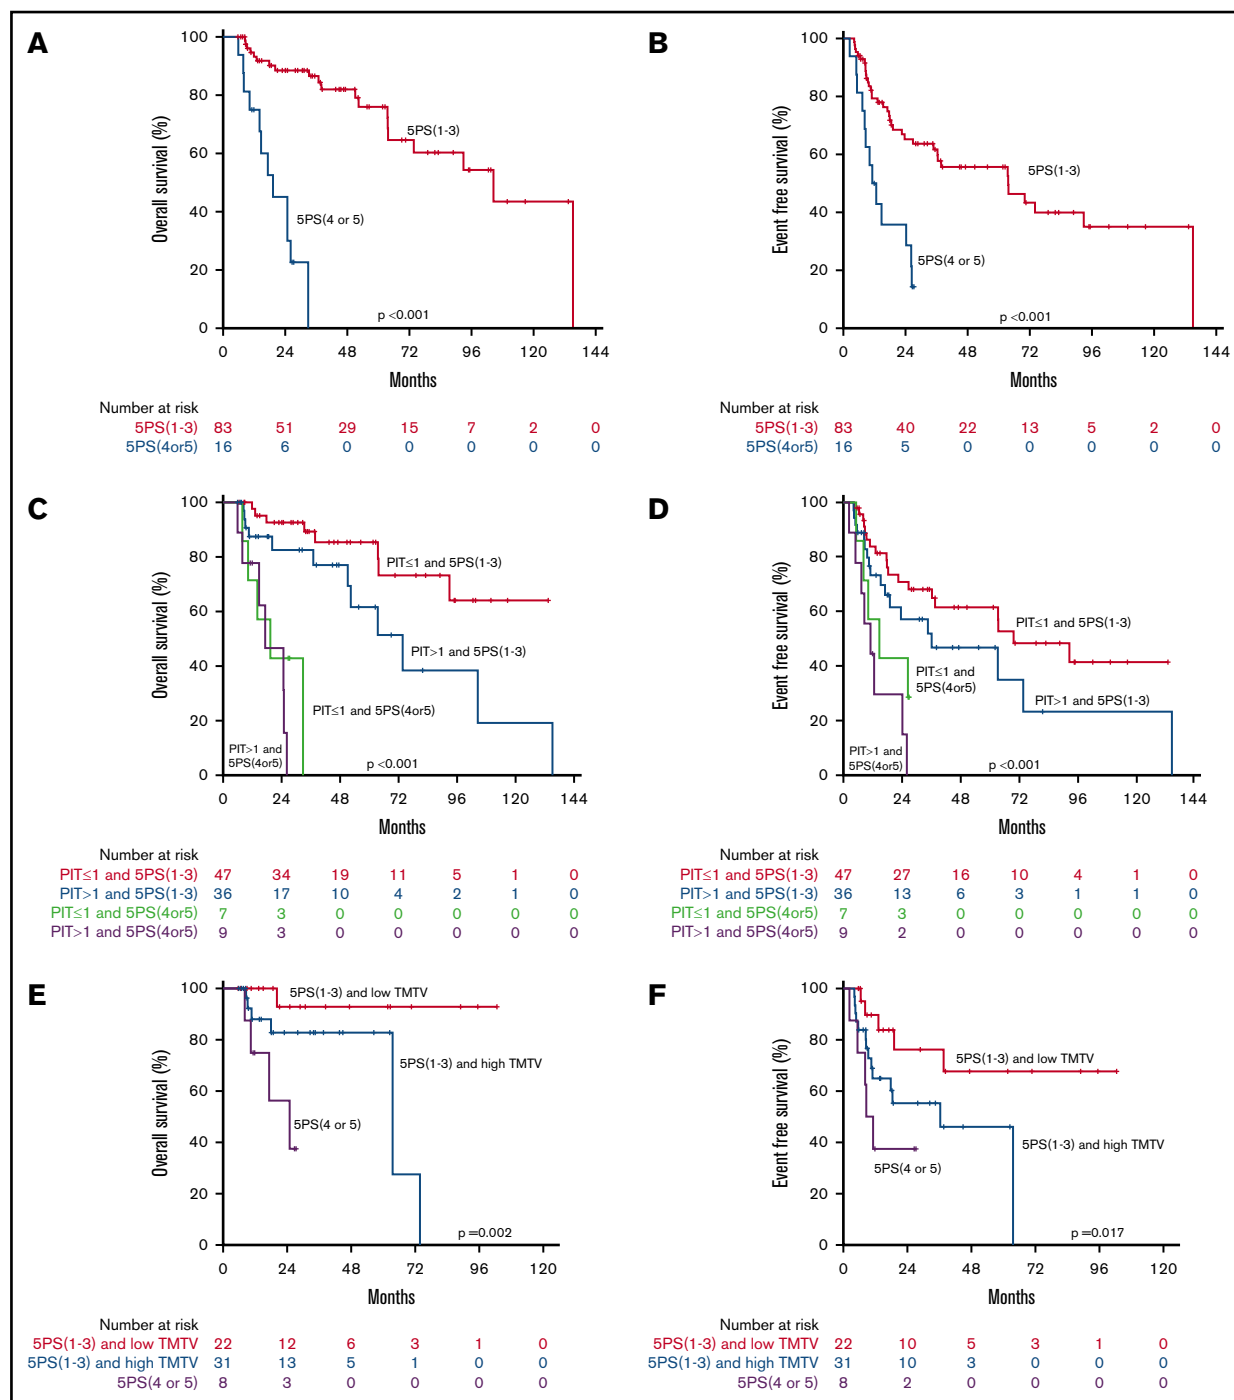 A
Overall survival (%)
100
80
60
40
20
0
5PS(1-3)
5PS(4 or 5)
p <0.001
0 24 48 72 96 120 144
Months
Number at risk
5PS(1-3) 83 51 29 15 7 2 0
5PS(4or5) 16 6 0 0 0 0 0
B
Event free survival (%)
100
80
60
40
20
0
5PS(1-3)
5PS(4 or 5)
p <0.001
0 24 48 72 96 120 144
Months
Number at risk
5PS(1-3) 83 40 22 13 5 2 0
5PS(4or5) 16 5 0 0 0 0 0
C
Overall survival (%)
100
80
60
40
20
0
PIT≤1 and 5PS(1-3)
PIT>1 and 5PS(1-3)
PIT≤1 and 5PS(4or5)
PIT>1 and
5PS(4or5)
p <0.001
0 24 48 72 96 120 144
Months
Number at risk
PIT≤1 and 5PS(1-3) 47 34 19 11 5 1 0
PIT>1 and 5PS(1-3) 36 17 10 4 2 1 0
PIT≤1 and 5PS(4or5) 7 3 0 0 0 0 0
PIT>1 and 5PS(4or5) 9 3 0 0 0 0 0
D
Event free survival (%)
100
80
60
40
20
0
PIT≤1 and 5PS(1-3)
PIT≤1 and
5PS(4or5)
PIT>1 and 5PS(1-3)
PIT>1 and
5PS(4or5)
p <0.001
0 24 48 72 96 120 144
Months
Number at risk
PIT≤1 and 5PS(1-3) 47 27 16 10 4 1 0
PIT>1 and 5PS(1-3) 36 13 6 3 1 1 0
PIT≤1 and 5PS(4or5) 7 3 0 0 0 0 0
PIT>1 and 5PS(4or5) 9 2 0 0 0 0 0
E
Overall survival (%)
100
80
60
40
20
0
5PS(1-3) and low TMTV
5PS(1-3) and high TMTV
5PS(4 or 5)
p=0.002
0 24 48 72 96 120
Months
Number at risk
5PS(1-3) and low TMTV 22 12 6 3 1 0
5PS(1-3) and high TMTV 31 13 5 1 0 0
5PS(4 or 5) 8 3 0 0 0 0
F
Event free survival (%)
100
80
60
40
20
0
5PS(1-3) and low TMTV
5PS(1-3) and high TMTV
5PS(4 or 5)
p=0.017
0 24 48 72 96 120
Months
Number at risk
5PS(1-3) and low TMTV 22 10 5 3 1 0
5PS(1-3) and high TMTV 31 10 3 0 0 0
5PS(4 or 5) 8 2 0 0 0 0